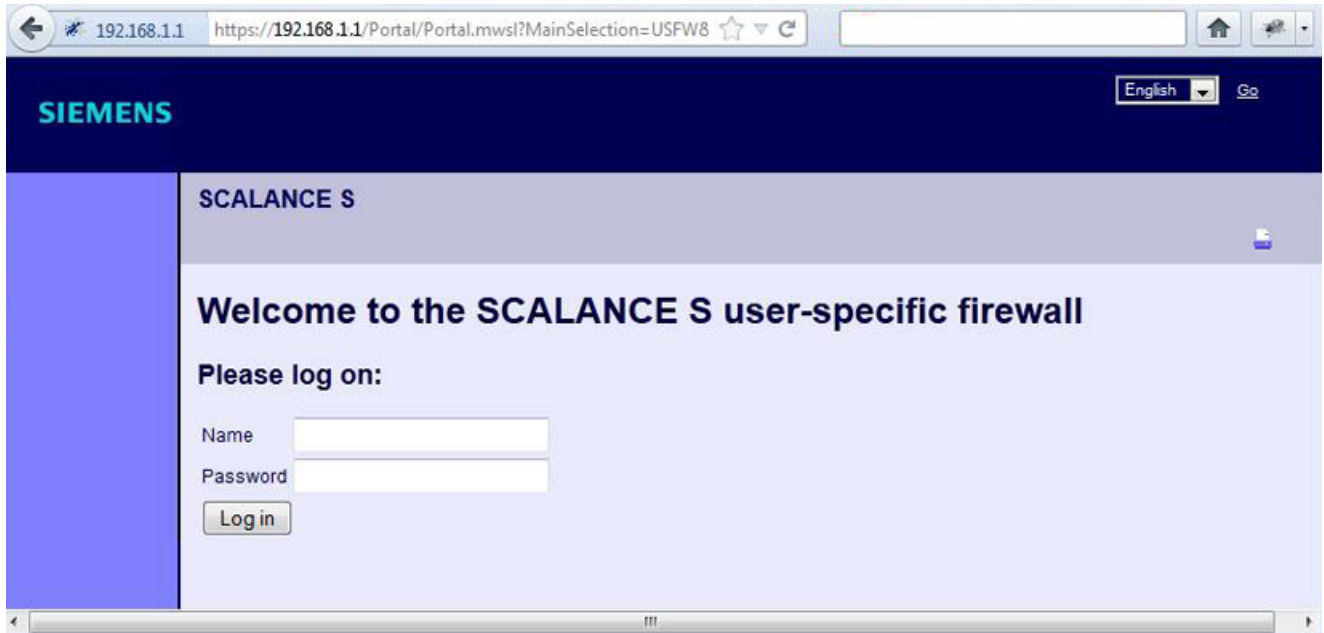 192.168.1.1 https://192.168.1.1/Portal/Portal.mwsl?MainSelection=USFW8
English Go
SIEMENS
SCALANCE S
Welcome to the SCALANCE S user-specific firewall
Please log on:
Name
Password
Log in